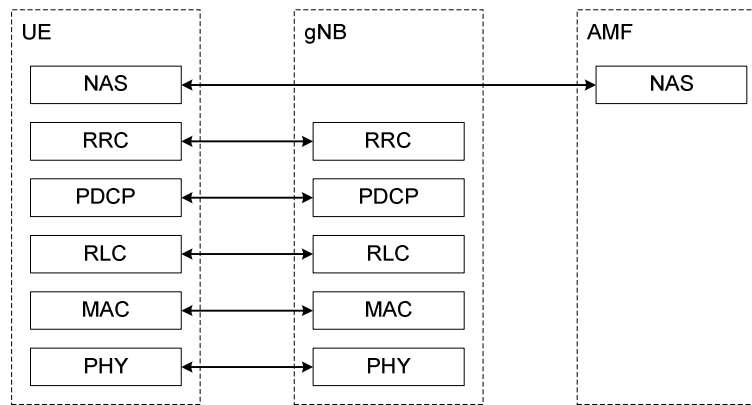 UE gNB AMF
NAS NAS
RRC RRC
PDCP PDCP
RLC RLC
MAC MAC
PHY PHY